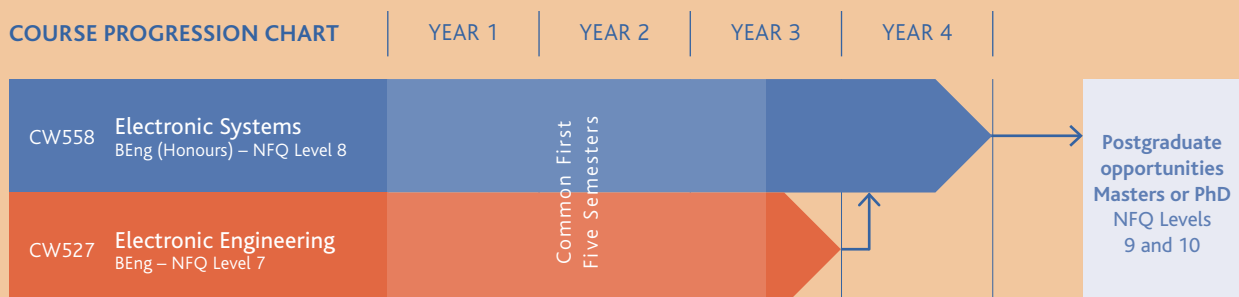 COURSE PROGRESSION CHART
YEAR 1
YEAR 2
YEAR 3
YEAR 4
CW558
Electronic Systems
BEng (Honours) – NFQ Level 8
Common First
Five Semesters
CW527
Electronic Engineering
BEng – NFQ Level 7
Postgraduate
opportunities
Masters or PhD
NFQ Levels
9 and 10